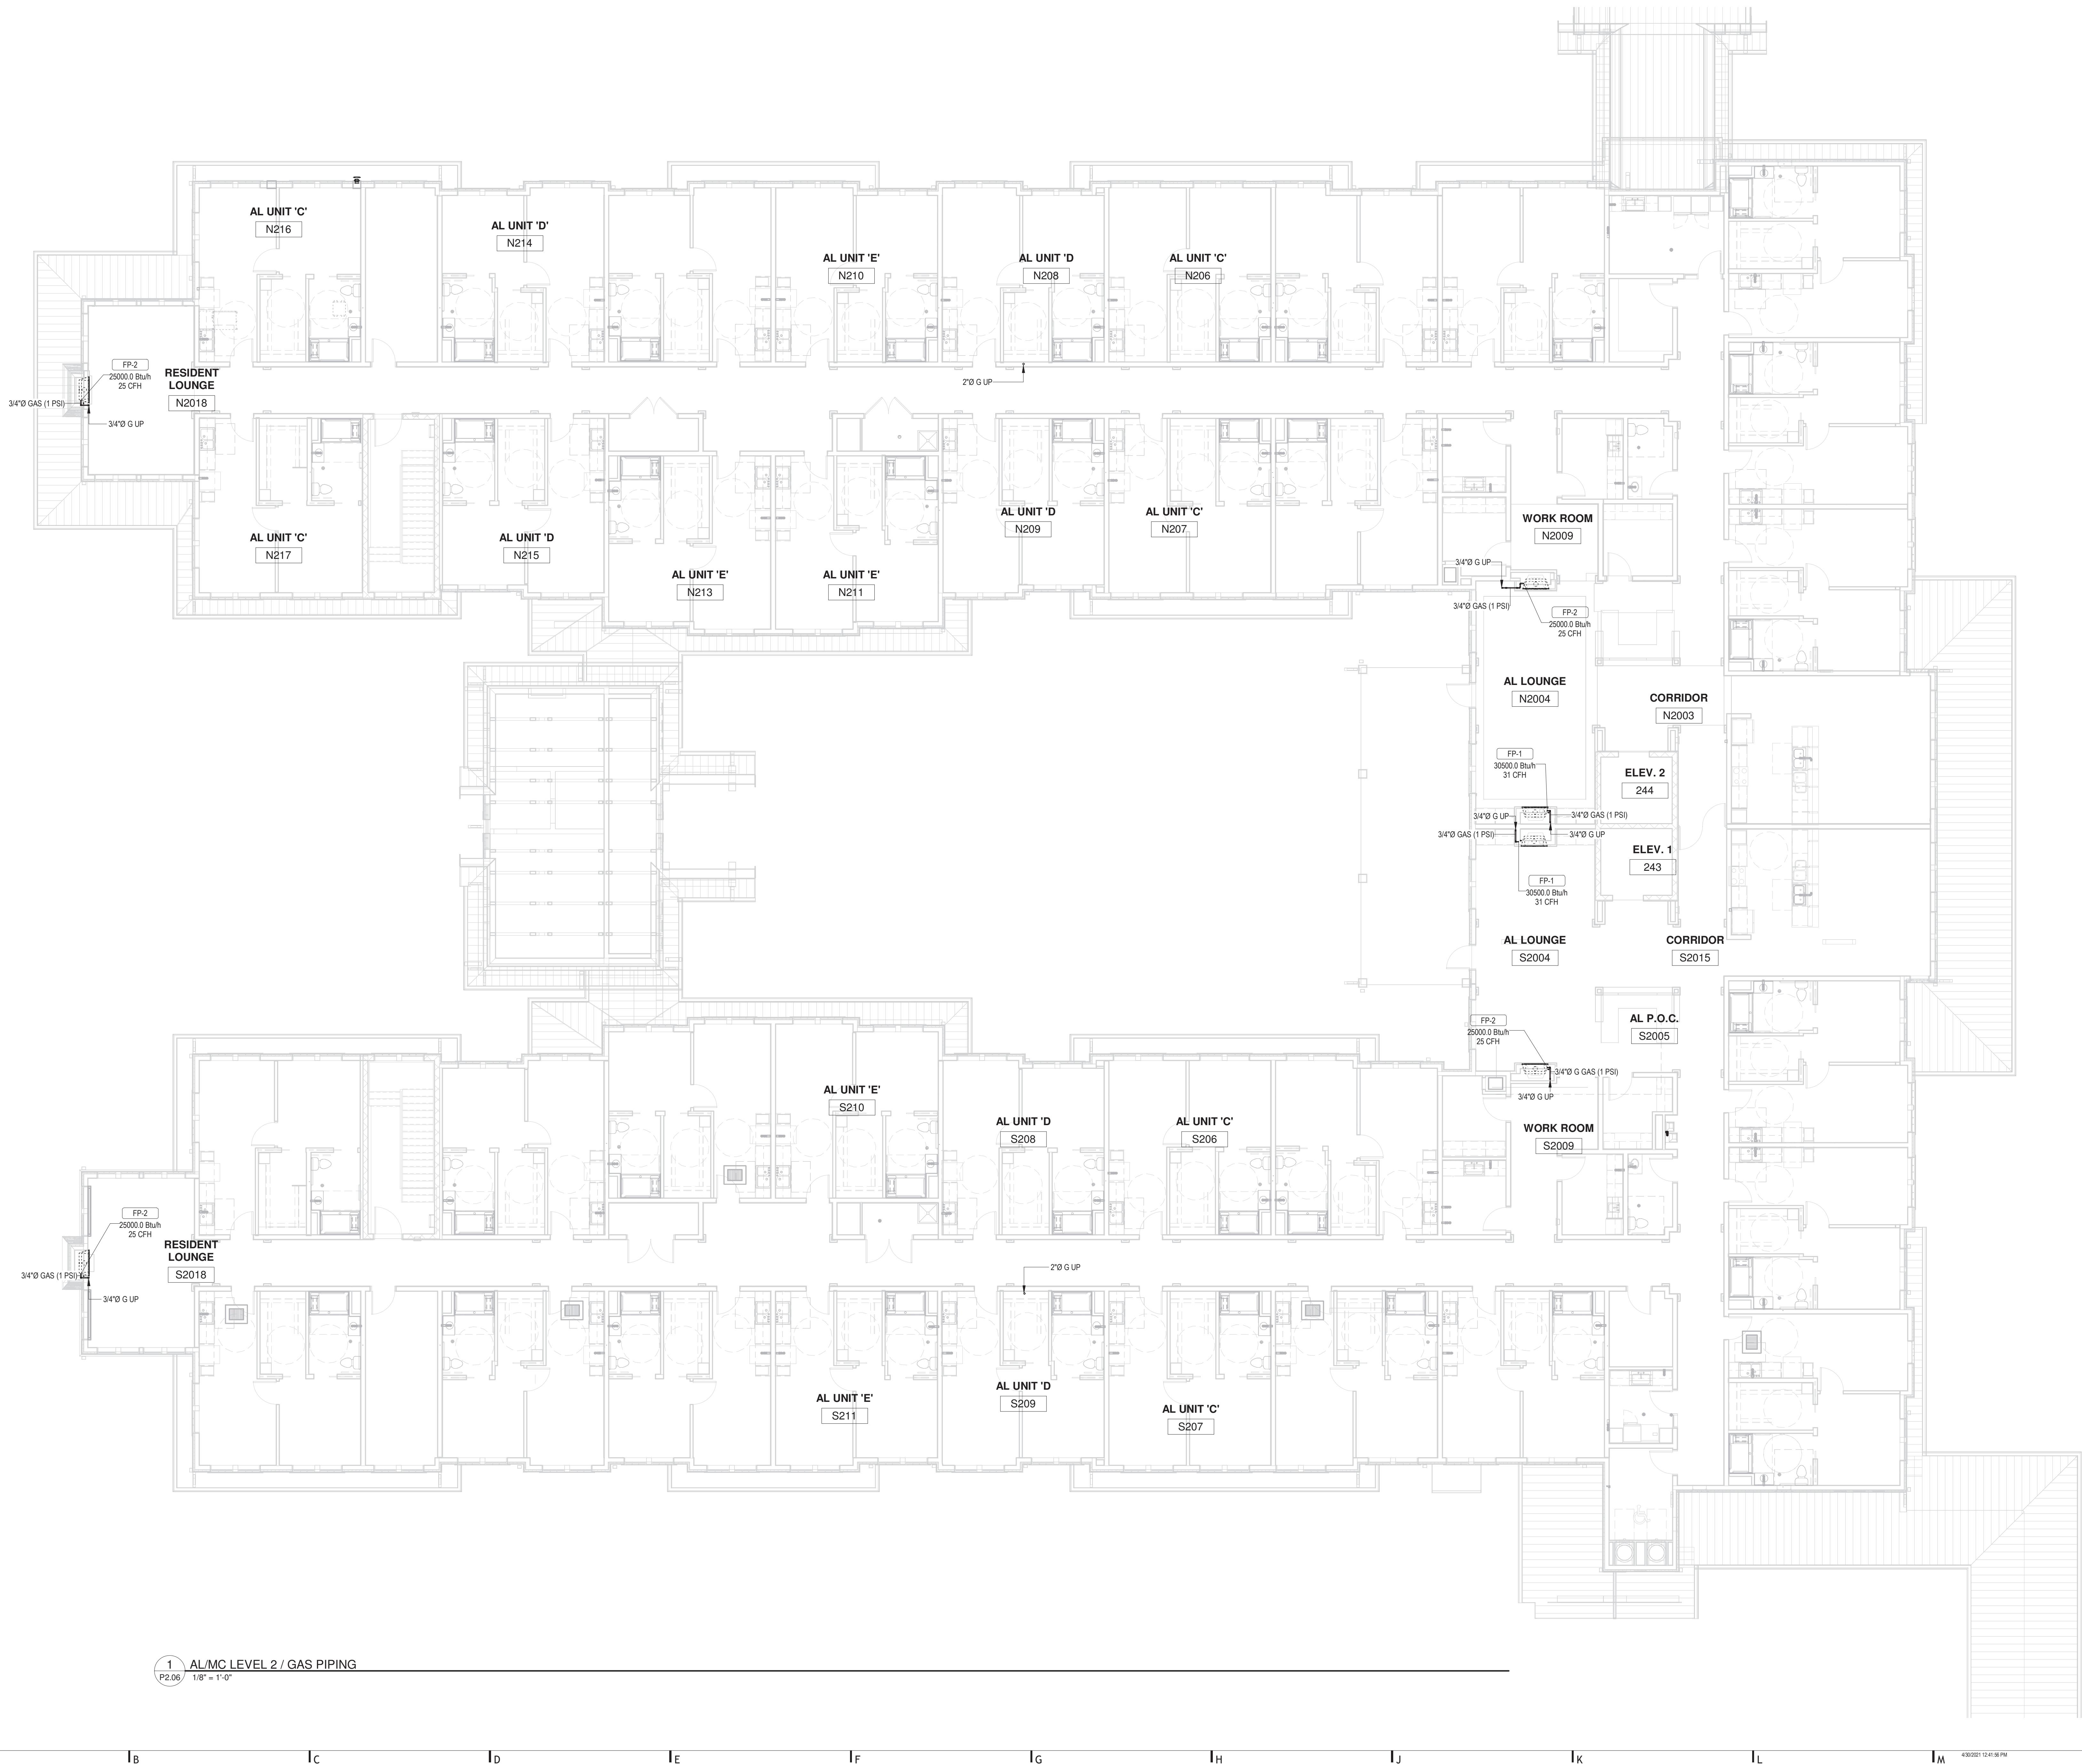 AL UNIT 'C'
N216
AL UNIT 'D'
N214
AL UNIT 'E'
N210
AL UNIT 'D
N208
AL UNIT 'C'
N206
FP-2
25000.0 Btu/h
25 CFH
3/4"Ø GAS (1 PSI)
3/4"Ø G UP
RESIDENT
LOUNGE
N2018
2"Ø G UP
AL UNIT 'C'
N217
AL UNIT 'D
N215
AL UNIT 'E'
N213
AL UNIT 'E'
N211
AL UNIT 'D
N209
AL UNIT 'C'
N207
WORK ROOM
N2009
3/4"Ø G UP
3/4"Ø GAS (1 PSI)
FP-2
25000.0 Btu/h
25 CFH
AL LOUNGE
N2004
CORRIDOR
N2003
FP-1
30500.0 Btu/h
31 CFH
ELEV. 2
244
3/4"Ø G UP
3/4"Ø GAS (1 PSI)
3/4"Ø GAS (1 PSI)
3/4"Ø G UP
ELEV. 1
243
FP-1
30500.0 Btu/h
31 CFH
AL LOUNGE
S2004
CORRIDOR
S2015
FP-2
25000.0 Btu/h
25 CFH
AL P.O.C.
S2005
3/4"Ø G GAS (1 PSI)
3/4"Ø G UP
AL UNIT 'E'
S210
AL UNIT 'D
S208
AL UNIT 'C'
S206
WORK ROOM
S2009
FP-2
25000.0 Btu/h
25 CFH
RESIDENT
LOUNGE
S2018
3/4"Ø GAS (1 PSI)
3/4"Ø G UP
2"Ø G UP
AL UNIT 'E'
S211
AL UNIT 'D
S209
AL UNIT 'C'
S207
1
P2.06
AL/MC LEVEL 2 / GAS PIPING
1/8" = 1'-0"
B C D E F G H J K L M
4/30/2021 12:41:56 PM